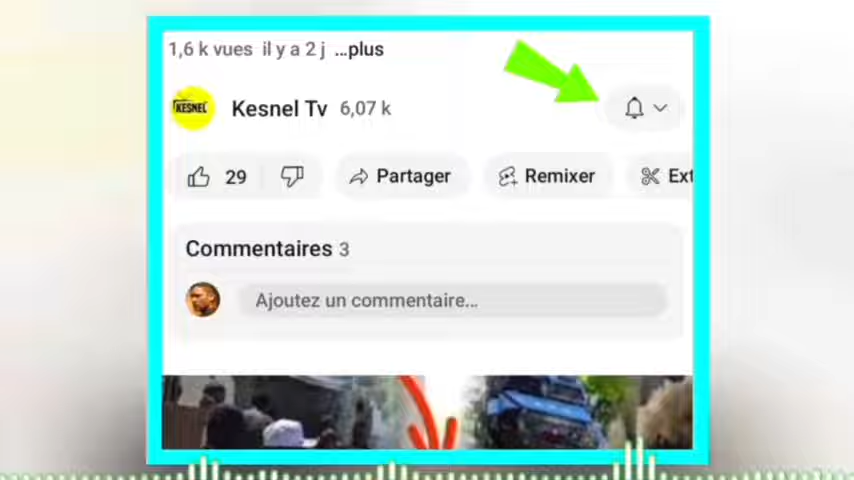 1,6 k vues il y a 2 j ...plus
KESNEL
Kesnel Tv 6,07 k
29 Partager Remixer Ext
Commentaires 3
Ajoutez un commentaire...